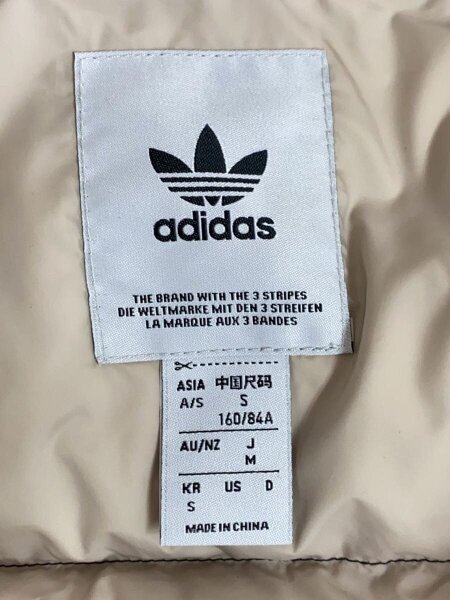 adidas
THE BRAND WITH THE 3 STRIPES
DIE WELTMARKE MIT DEN 3 STREIFEN
LA MARQUE AUX 3 BANDES
ASIA 中国尺码
A/S S
160/84A
AU/NZ J
M
KR US D
S
MADE IN CHINA